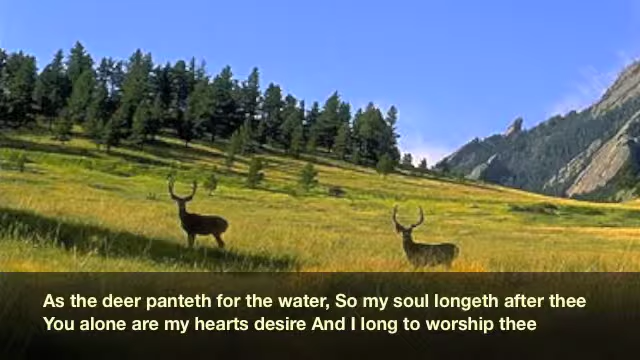 As the deer panteth for the water, So my soul longeth after thee
You alone are my hearts desire And I long to worship thee